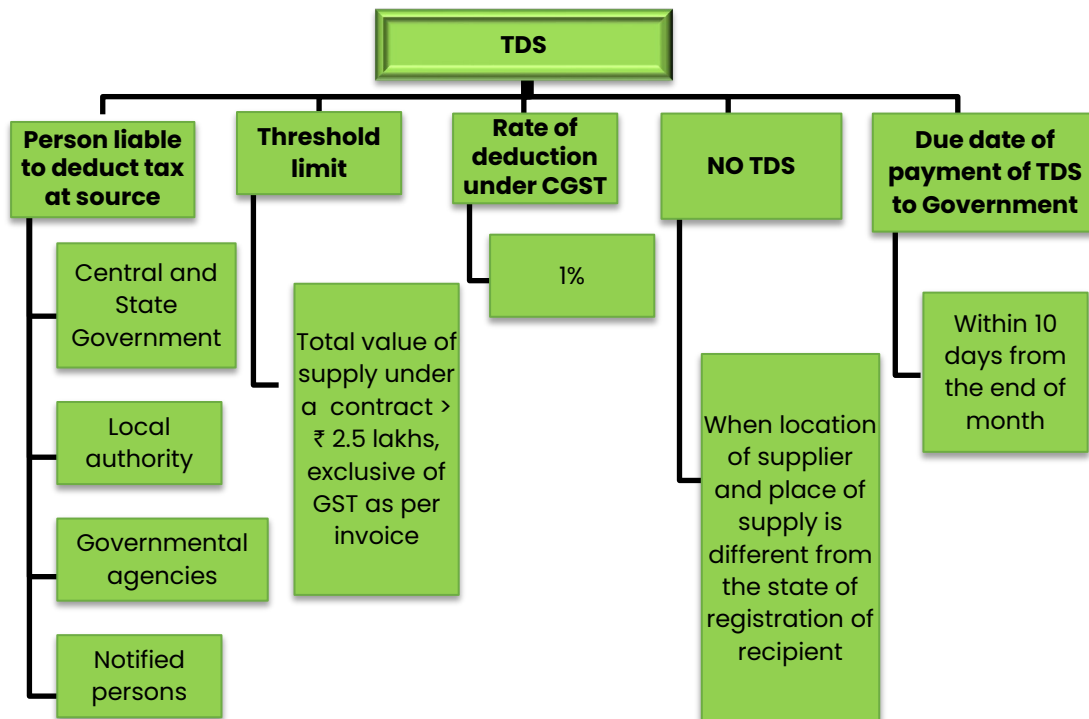 TDS
Person liable
to deduct tax
at source
Central and
State
Government
Local
authority
Governmental
agencies
Notified
persons
Threshold
limit
Total value of
supply under
a contract >
₹ 2.5 lakhs,
exclusive of
GST as per
invoice
Rate of
deduction
under CGST
1%
NO TDS
When location
of supplier
and place of
supply is
different from
the state of
registration of
recipient
Due date of
payment of TDS
to Government
Within 10
days from
the end of
month